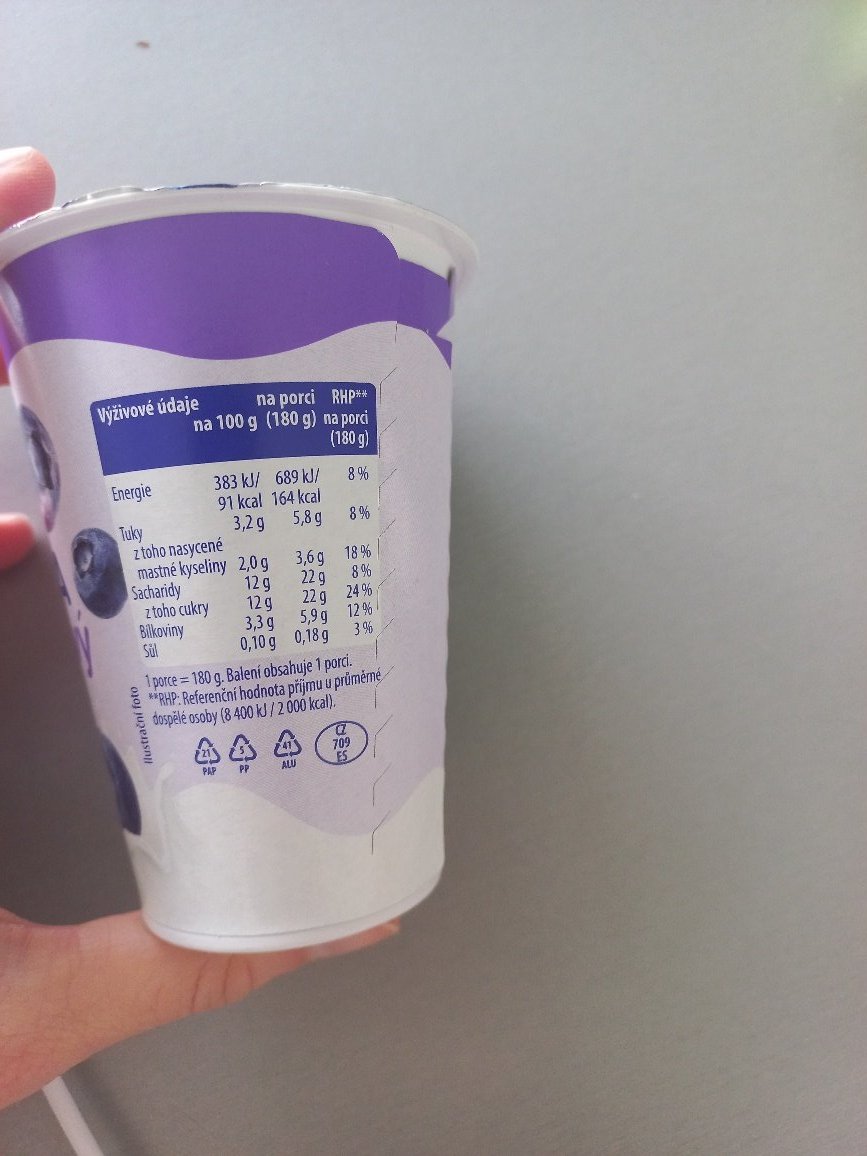 Výživové údaje na 100 g na porci (180 g) RHP** na porci (180 g)
Energie 383 kJ/ 91 kcal 689 kJ/ 164 kcal 8 %
Tuky 3,2 g 5,8 g 8 %
z toho nasycené
mastné kyseliny 2,0 g 3,6 g 18 %
Sacharidy 12 g 22 g 8 %
z toho cukry 12 g 22 g 24 %
Bílkoviny 3,3 g 5,9 g 12 %
Sůl 0,10 g 0,18 g 3 %
1 porce = 180 g. Balení obsahuje 1 porci.
**RHP: Referenční hodnota příjmu u průměrné
dospělé osoby (8 400 kJ / 2 000 kcal).
Ilustrační foto
21 5 41
PAP PP ALU
CZ
709
ES